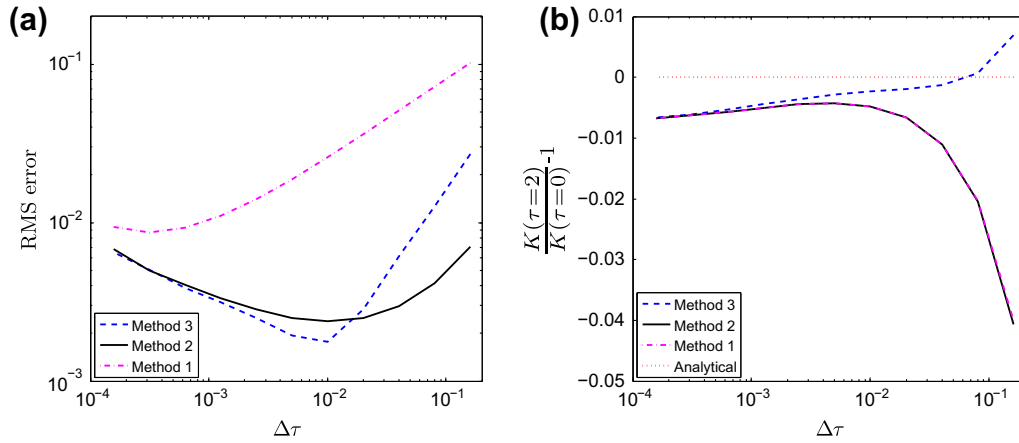 (a)
RMS error
10^-1
10^-2
10^-3
Method 3
Method 2
Method 1
10^-4
10^-3
10^-2
10^-1
Δτ
(b)
K(τ=2)/K(τ=0) -1
0.01
0
−0.01
−0.02
−0.03
−0.04
−0.05
Method 3
Method 2
Method 1
Analytical
10^-4
10^-3
10^-2
10^-1
Δτ